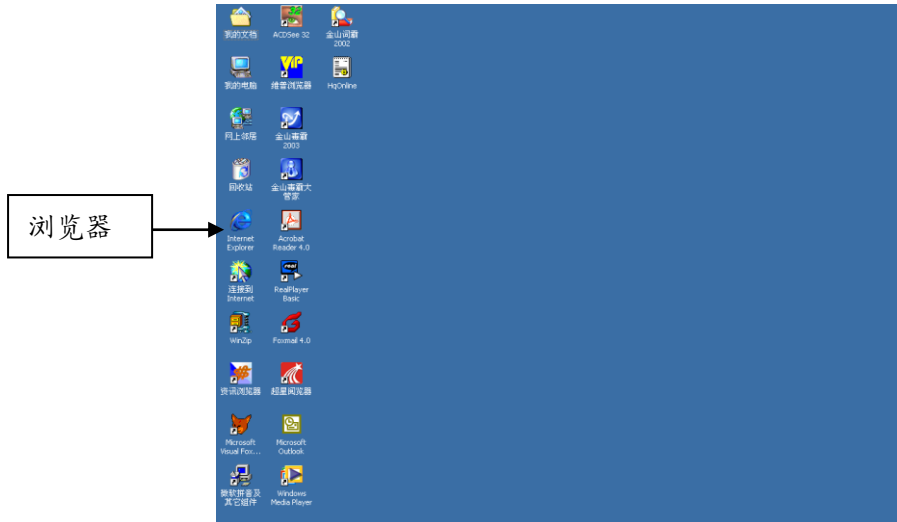 浏览器
我的文档
ACDSee 32
金山词霸
2002
我的电脑
维普浏览器
HqOnline
网上邻居
金山毒霸
2003
回收站
金山毒霸大
管家
Internet
Explorer
Acrobat
Reader 4.0
连接到
Internet
RealPlayer
Basic
WinZip
Foxmail 4.0
资讯浏览器
超星阅览器
Microsoft
Visual Fox...
Microsoft
Outlook
微软拼音及
其它组件
Windows
Media Player